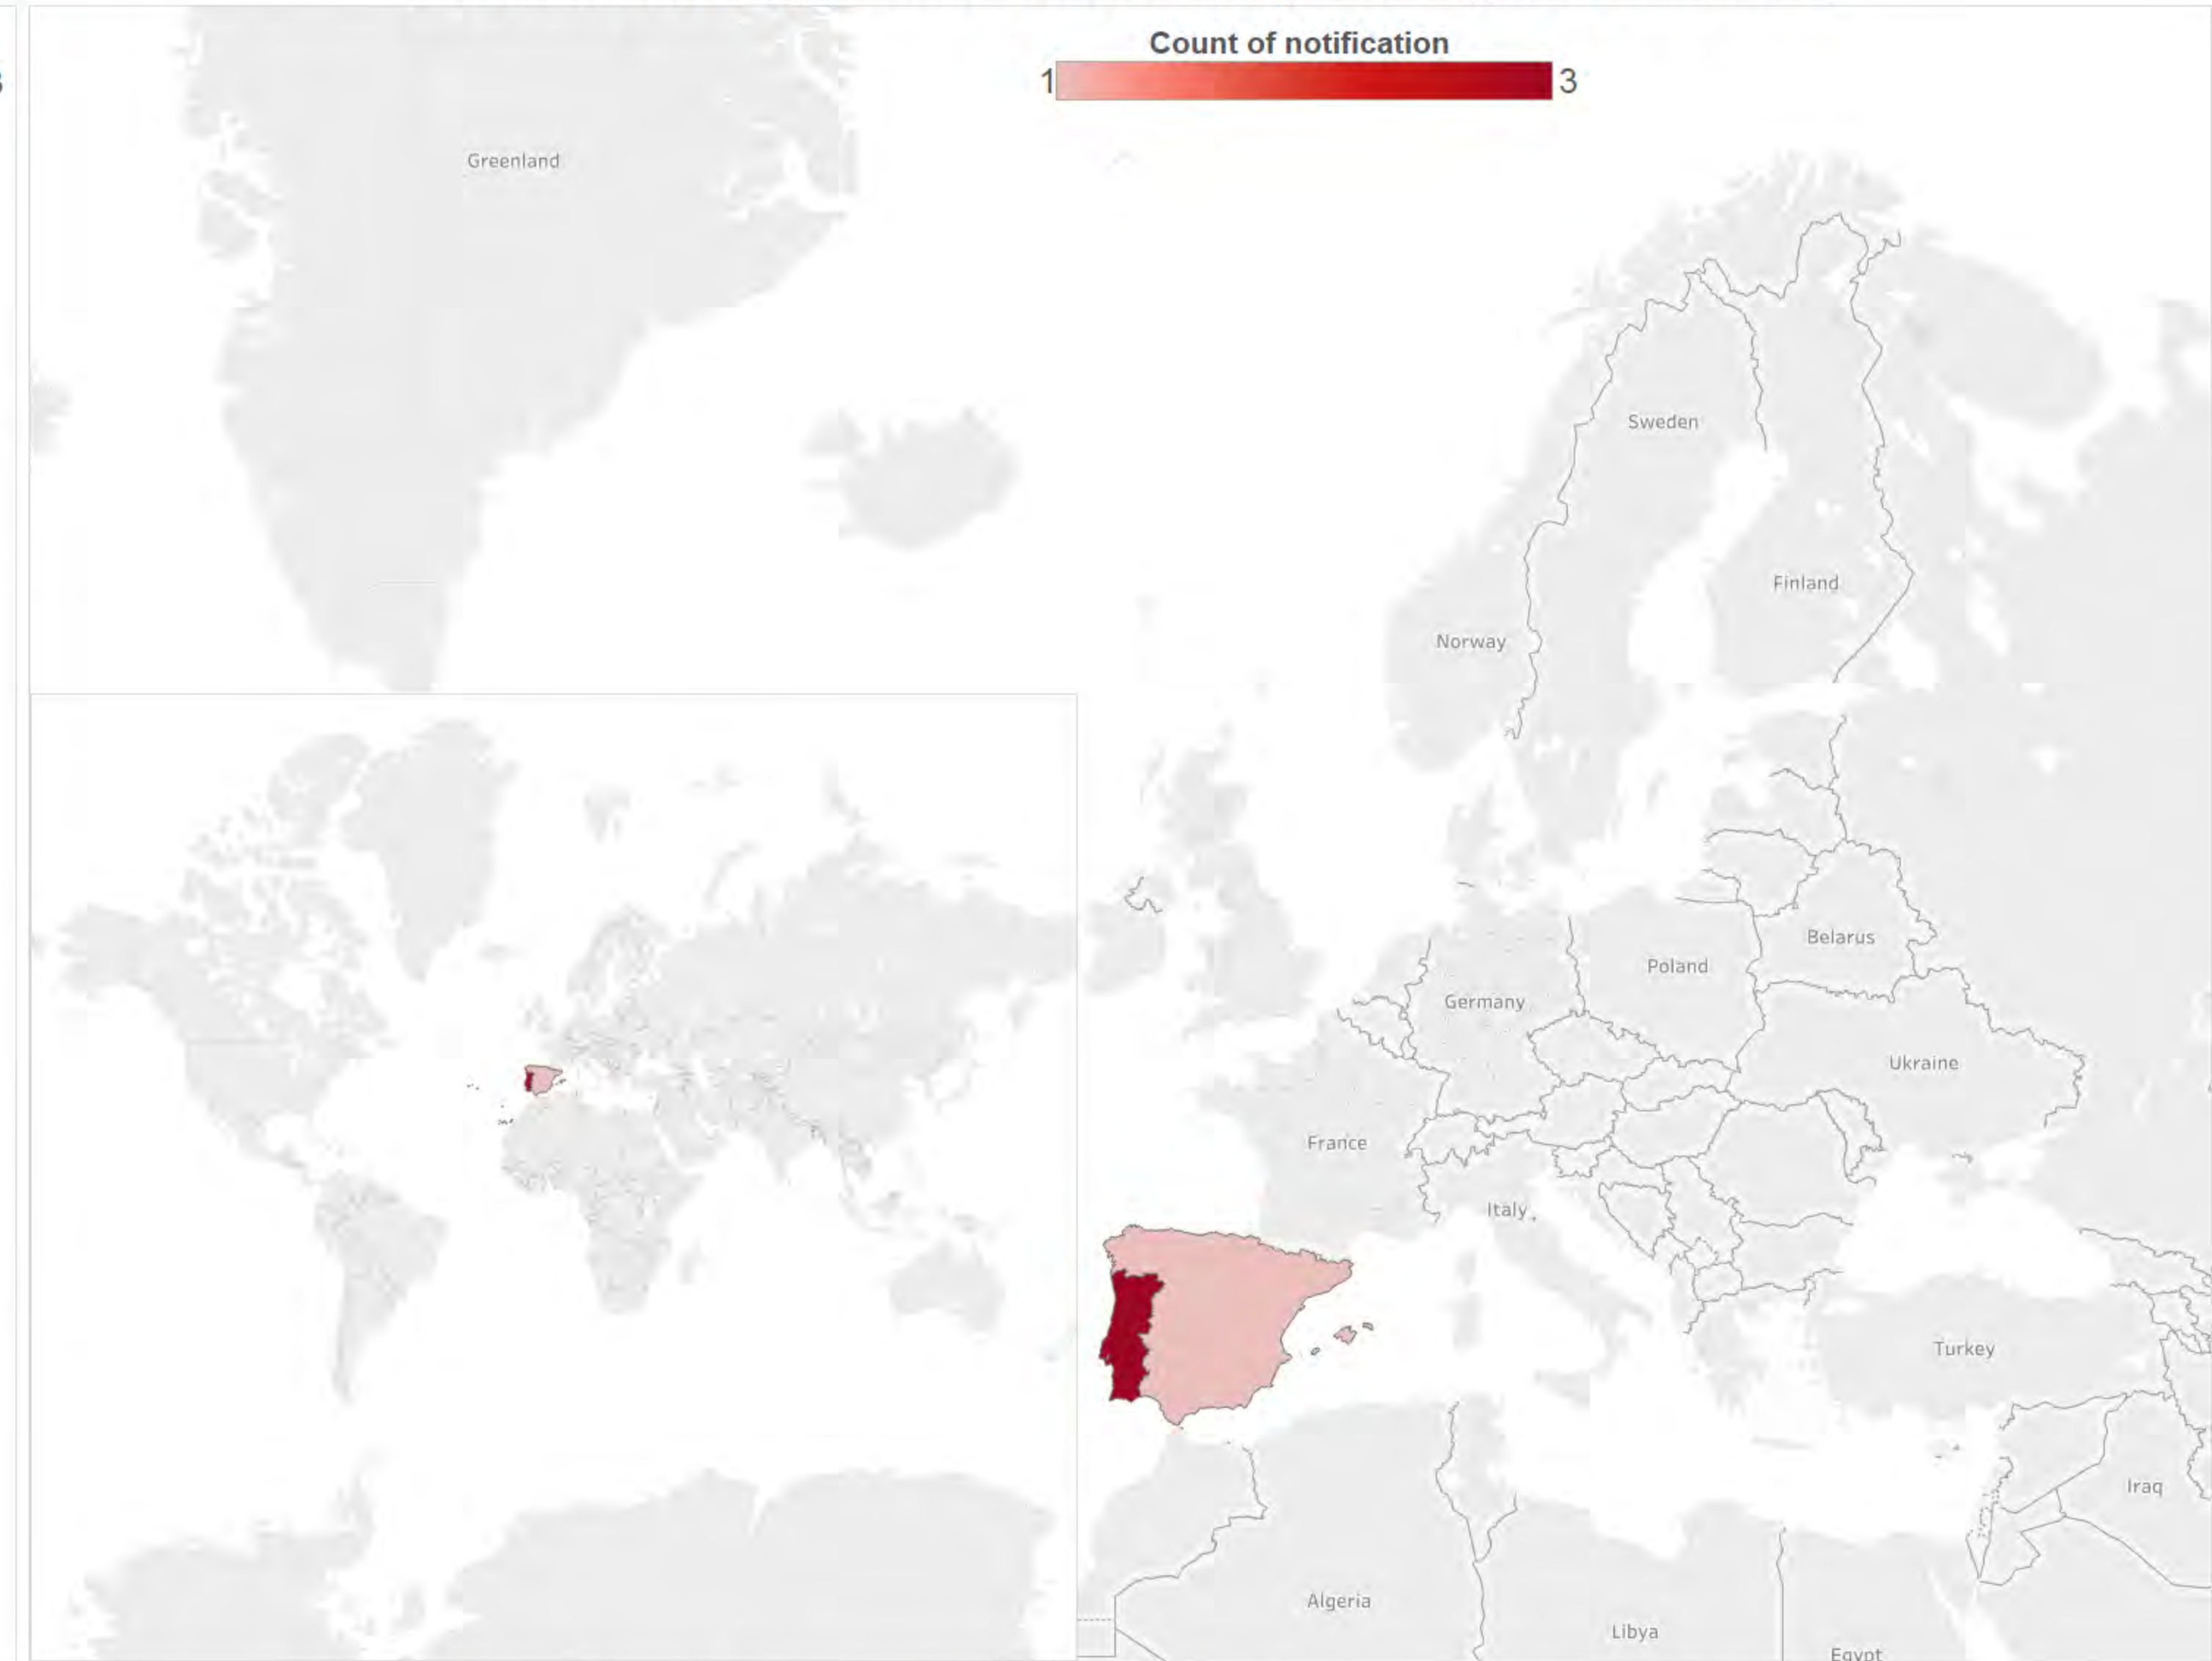 Count of notification
1 3
Greenland
Sweden
Finland
Norway
Belarus
Poland
Germany
Ukraine
France
Italy
Turkey
Iraq
Algeria
Libya
Egypt